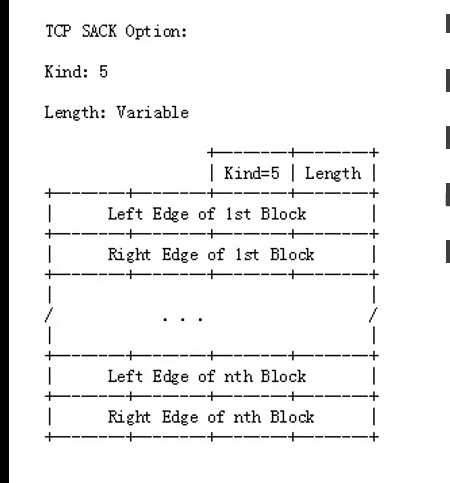 TCP SACK Option:
Kind: 5
Length: Variable
Kind=5 Length
Left Edge of 1st Block
Right Edge of 1st Block
. . .
Left Edge of nth Block
Right Edge of nth Block